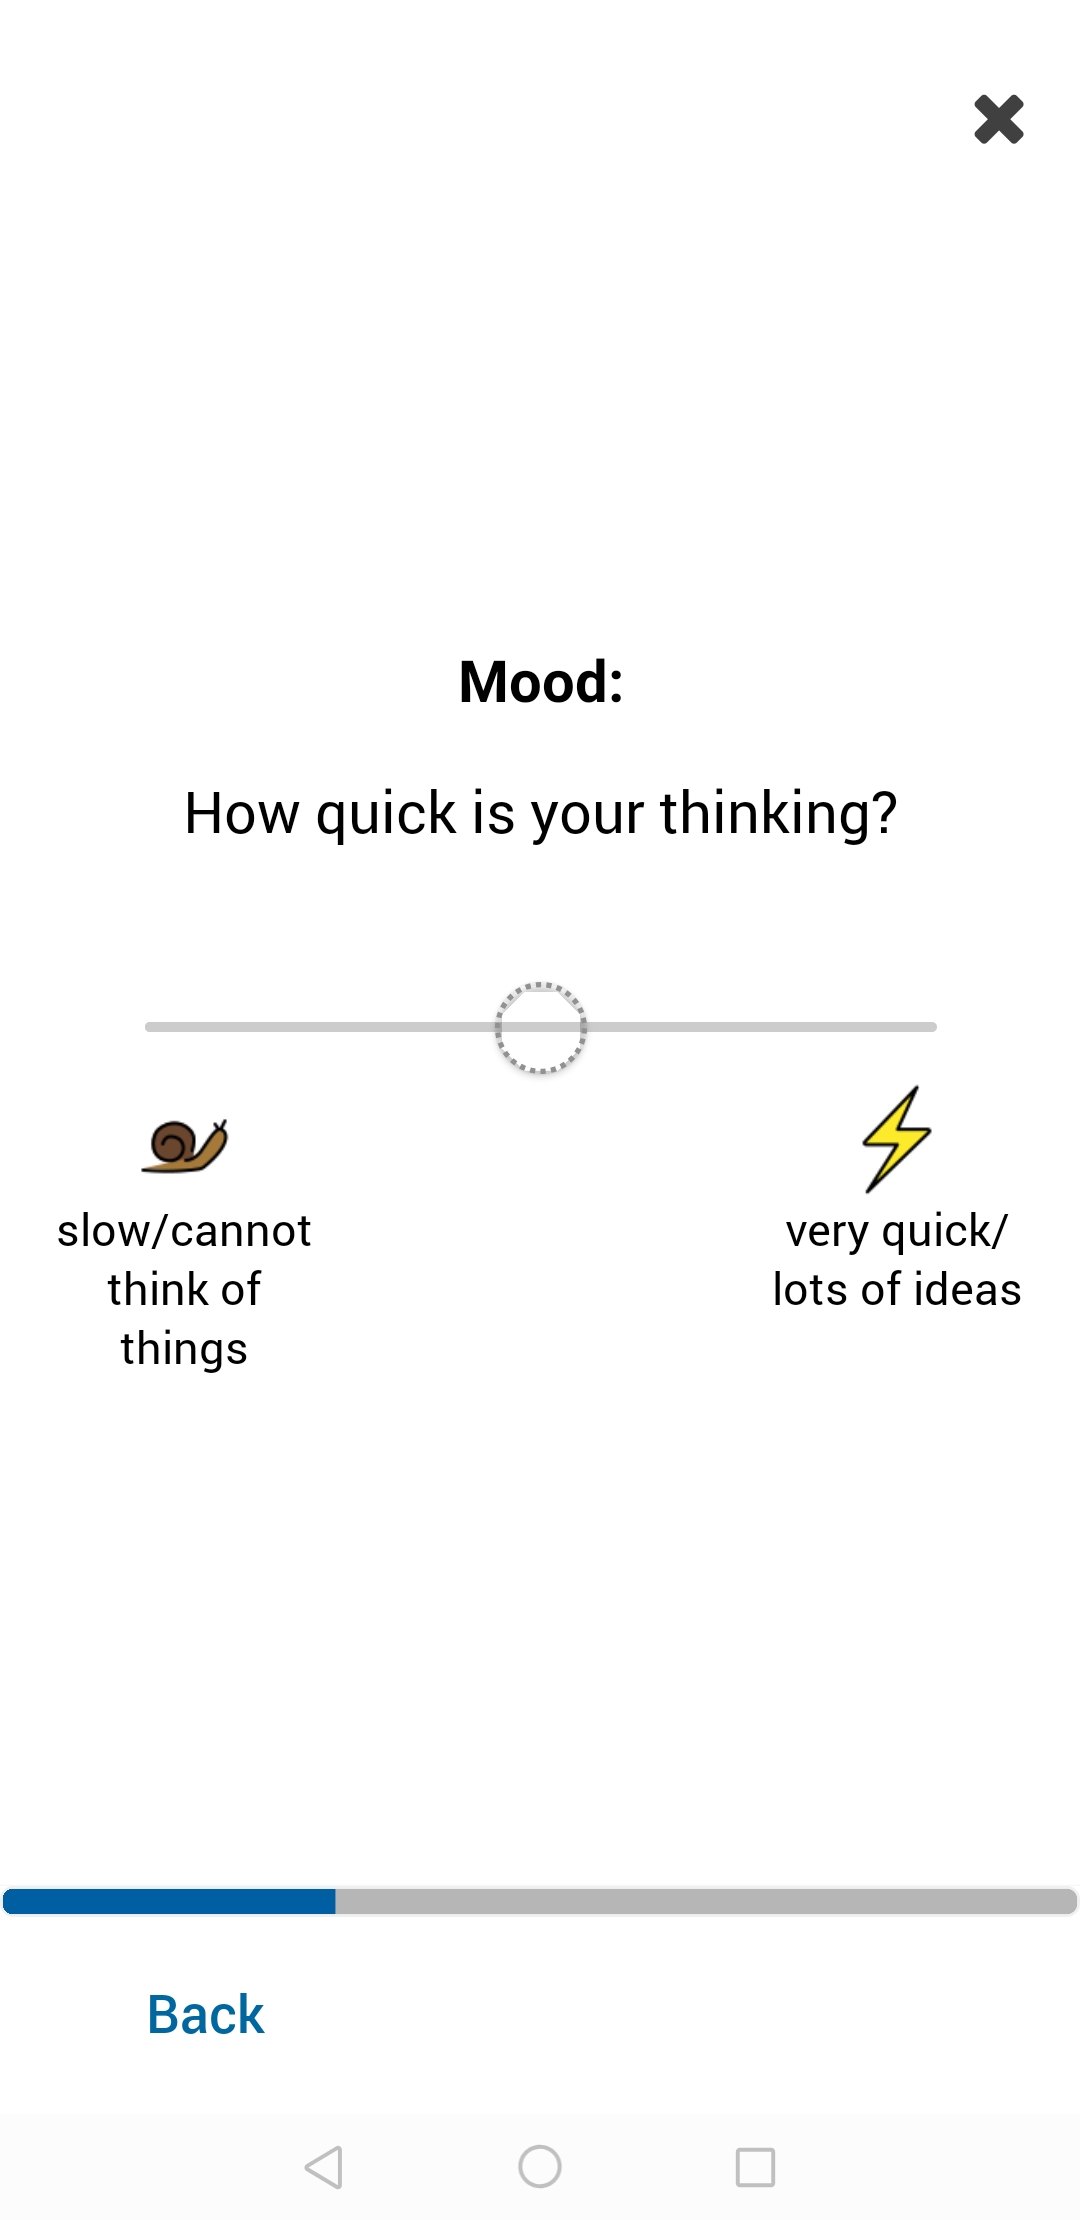 Mood:
How quick is your thinking?
slow/cannot
think of
things
very quick/
lots of ideas
Back